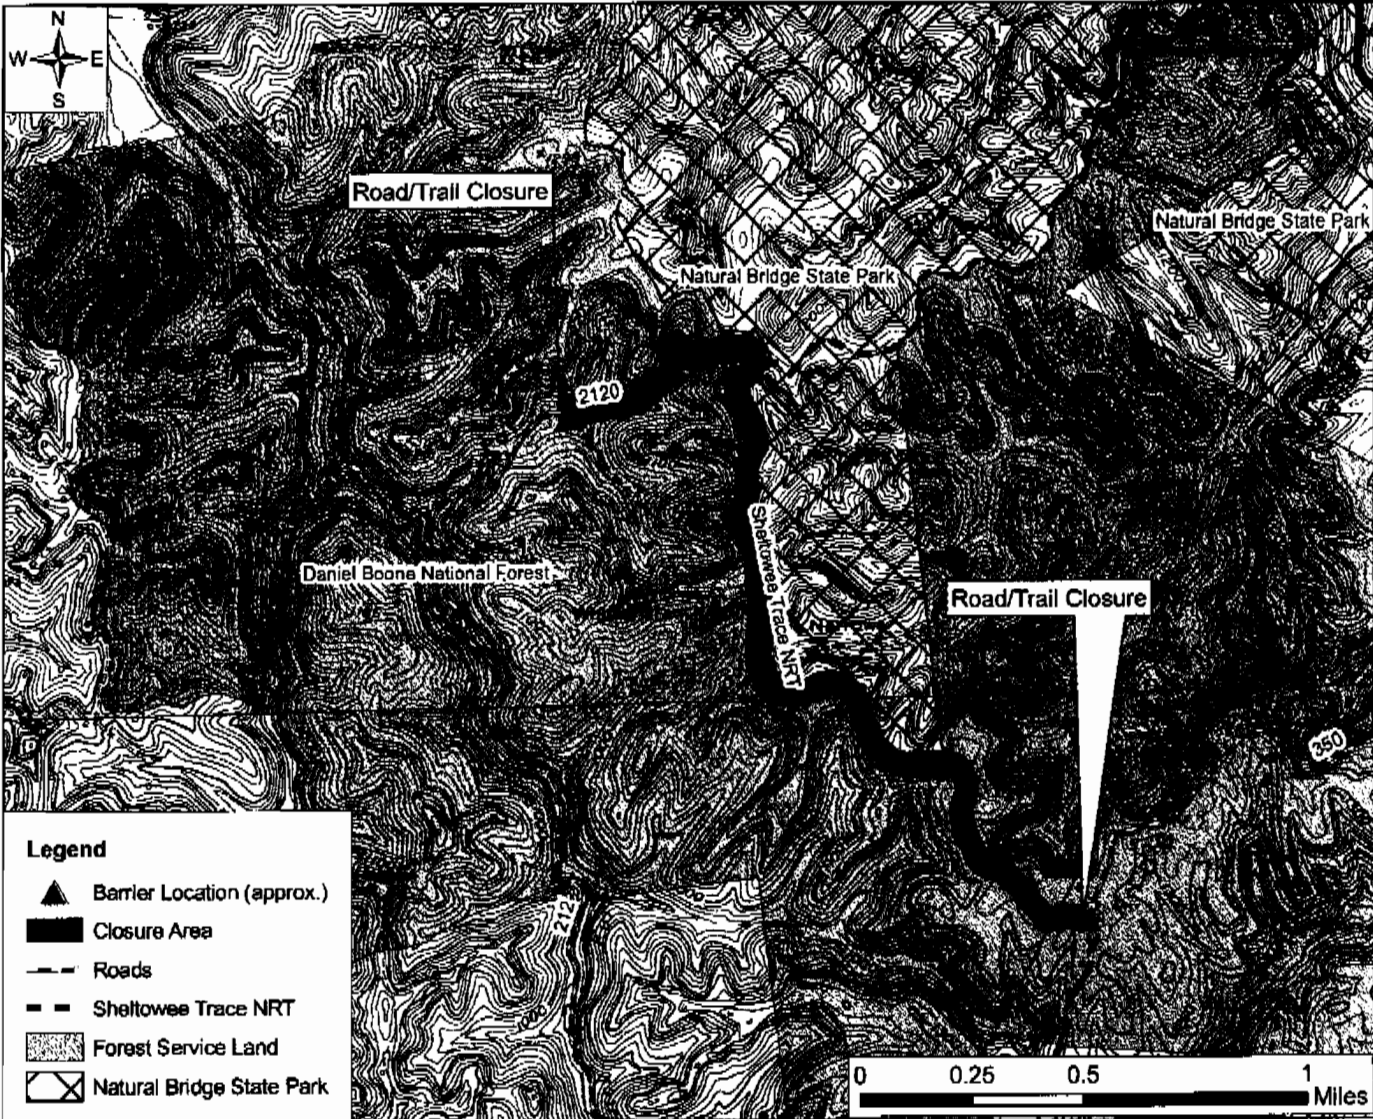 N
W E
S
Road/Trail Closure
Natural Bridge State Park
Natural Bridge State Park
2120
Sheltowee Trace NRT
Daniel Boone National Forest
Road/Trail Closure
350
212
Legend
Barrier Location (approx.)
Closure Area
Roads
Sheltowee Trace NRT
Forest Service Land
Natural Bridge State Park
0 0.25 0.5 1
Miles